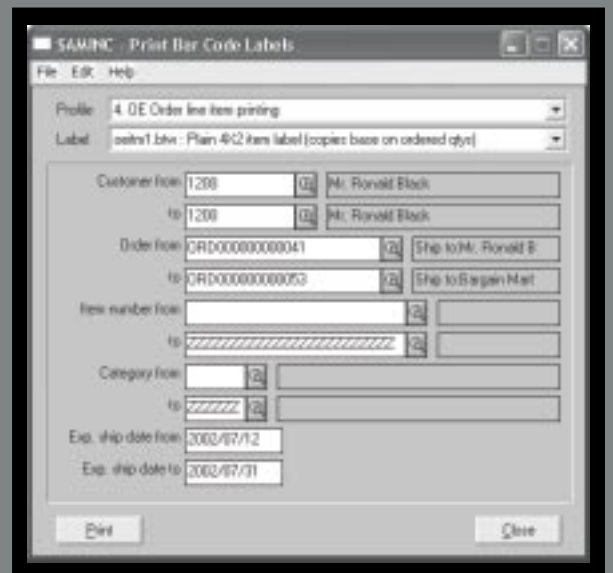 SAMINC - Print Bar Code Labels
File Edit Help
Profile 4. OE Order line item printing
Label oeitm1.btw : Plain 4X2 item label (copies base on ordered qtys)
Customer from 1208 Mr. Ronald Black
to 1208 Mr. Ronald Black
Order from ORD000000000041 Ship to:Mr. Ronald B
to ORD000000000053 Ship to:Bargain Mart
Item number from
to ZZZZZZZZZZZZZZZZZZZZZZZZ
Category from
to ZZZZZZ
Exp. ship date from 2002/07/12
Exp. ship date to 2002/07/31
Print Close